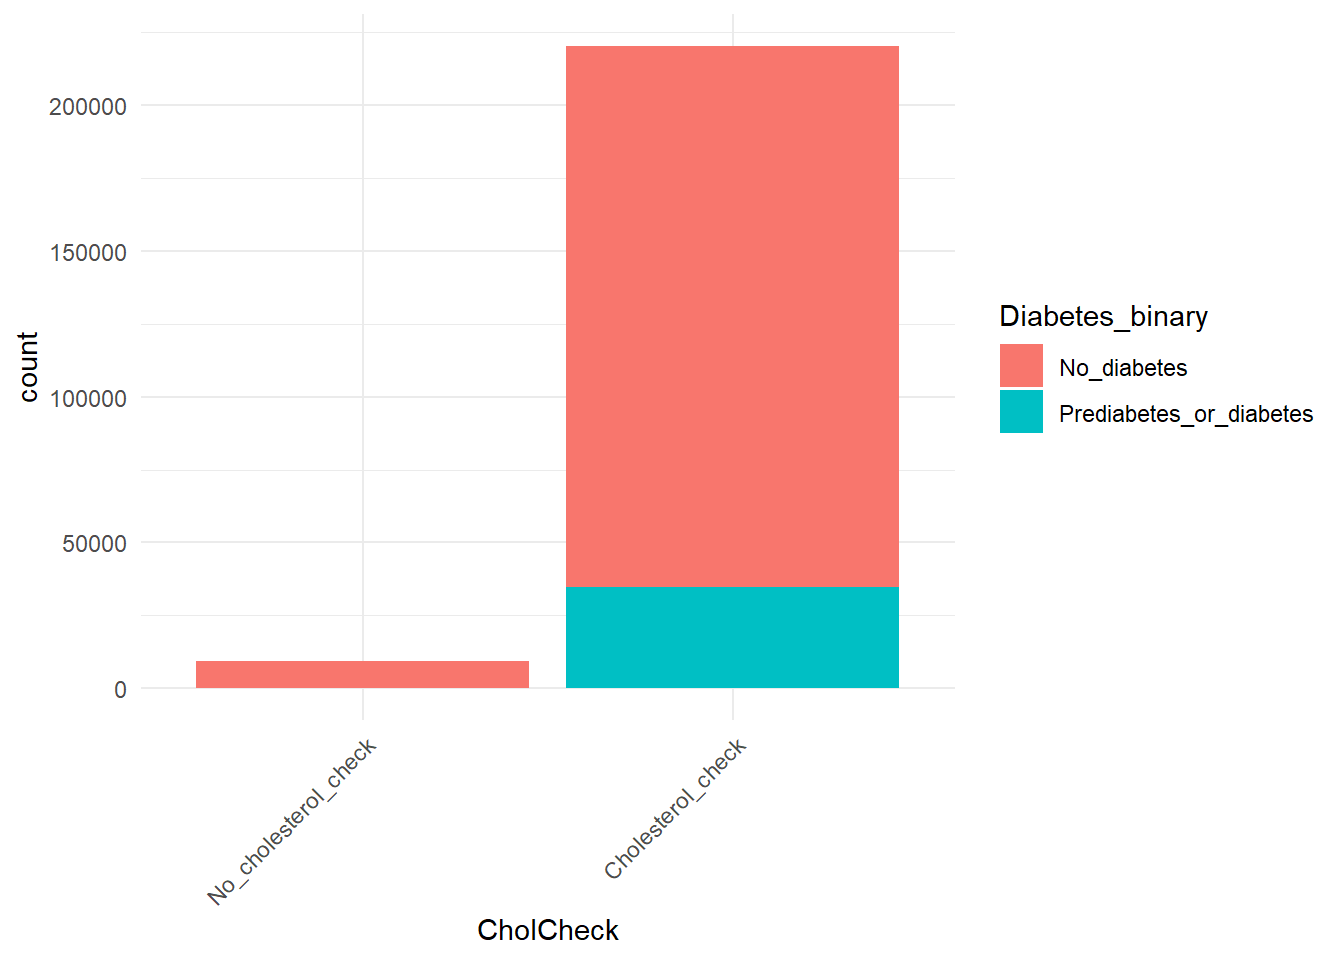 200000
150000
100000
50000
0
count
No_cholesterol_check
Cholesterol_check
CholCheck
Diabetes_binary
No_diabetes
Prediabetes_or_diabetes